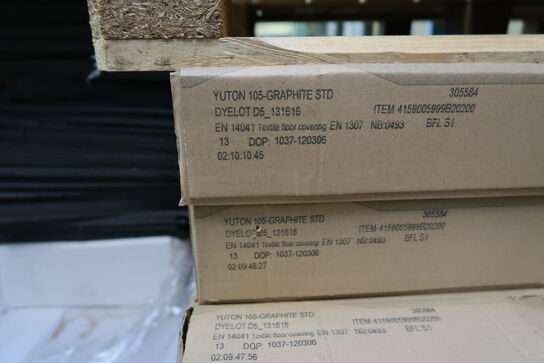 YUTON 105-GRAPHITE STD 305584
DYELOT D5_131616 ITEM 4159005999B20200
EN 14041 Textile floor covering EN 1307 NB:0493 BFL S1
13 DOP: 1037-120306
02:10:10:45
YUTON 105-GRAPHITE STD 305584
DYELOT D5_131616 ITEM 4159005999B20200
EN 14041 Textile floor covering EN 1307 NB:0493 BFL S1
13 DOP: 1037-120306
02:09:48:27
YUTON 105-GRAPHITE STD 305584
DYELOT D5_131616 ITEM 4159005999B20200
EN 14041 Textile floor covering EN 1307 NB:0493 BFL S1
13 DOP: 1037-120306
02:09:47:56